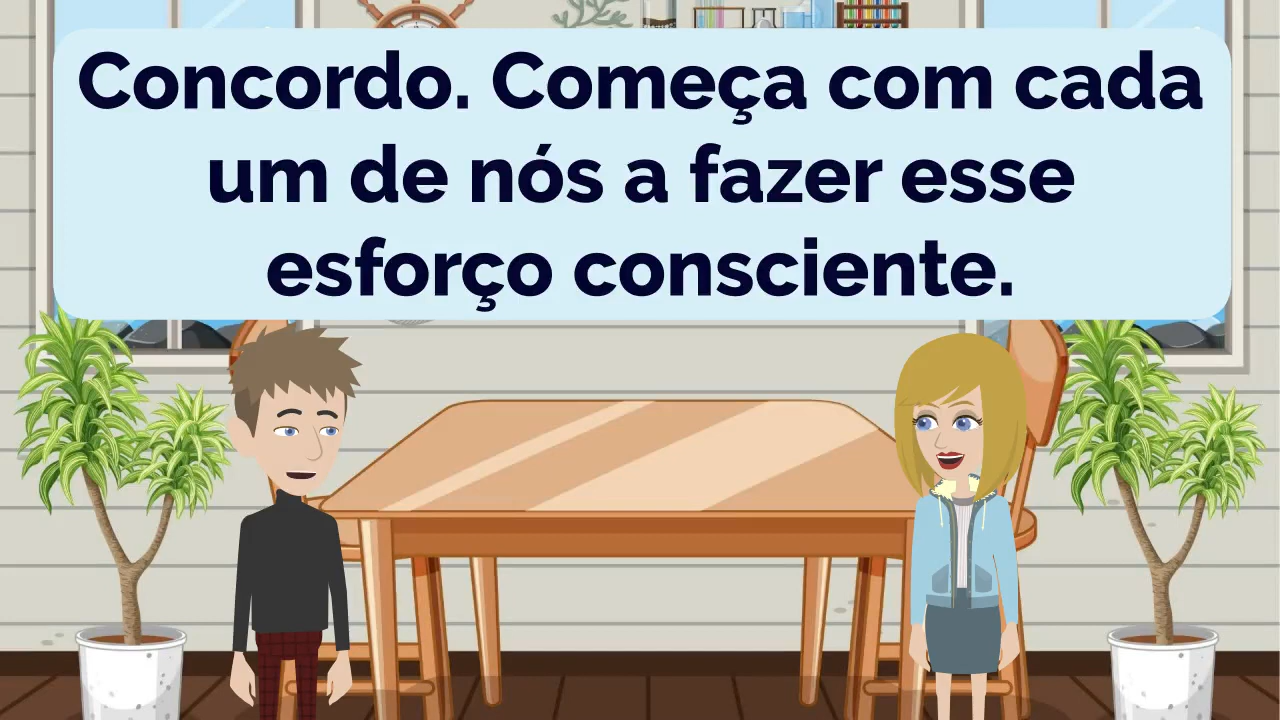 Concordo. Começa com cada
um de nós a fazer esse
esforço consciente.